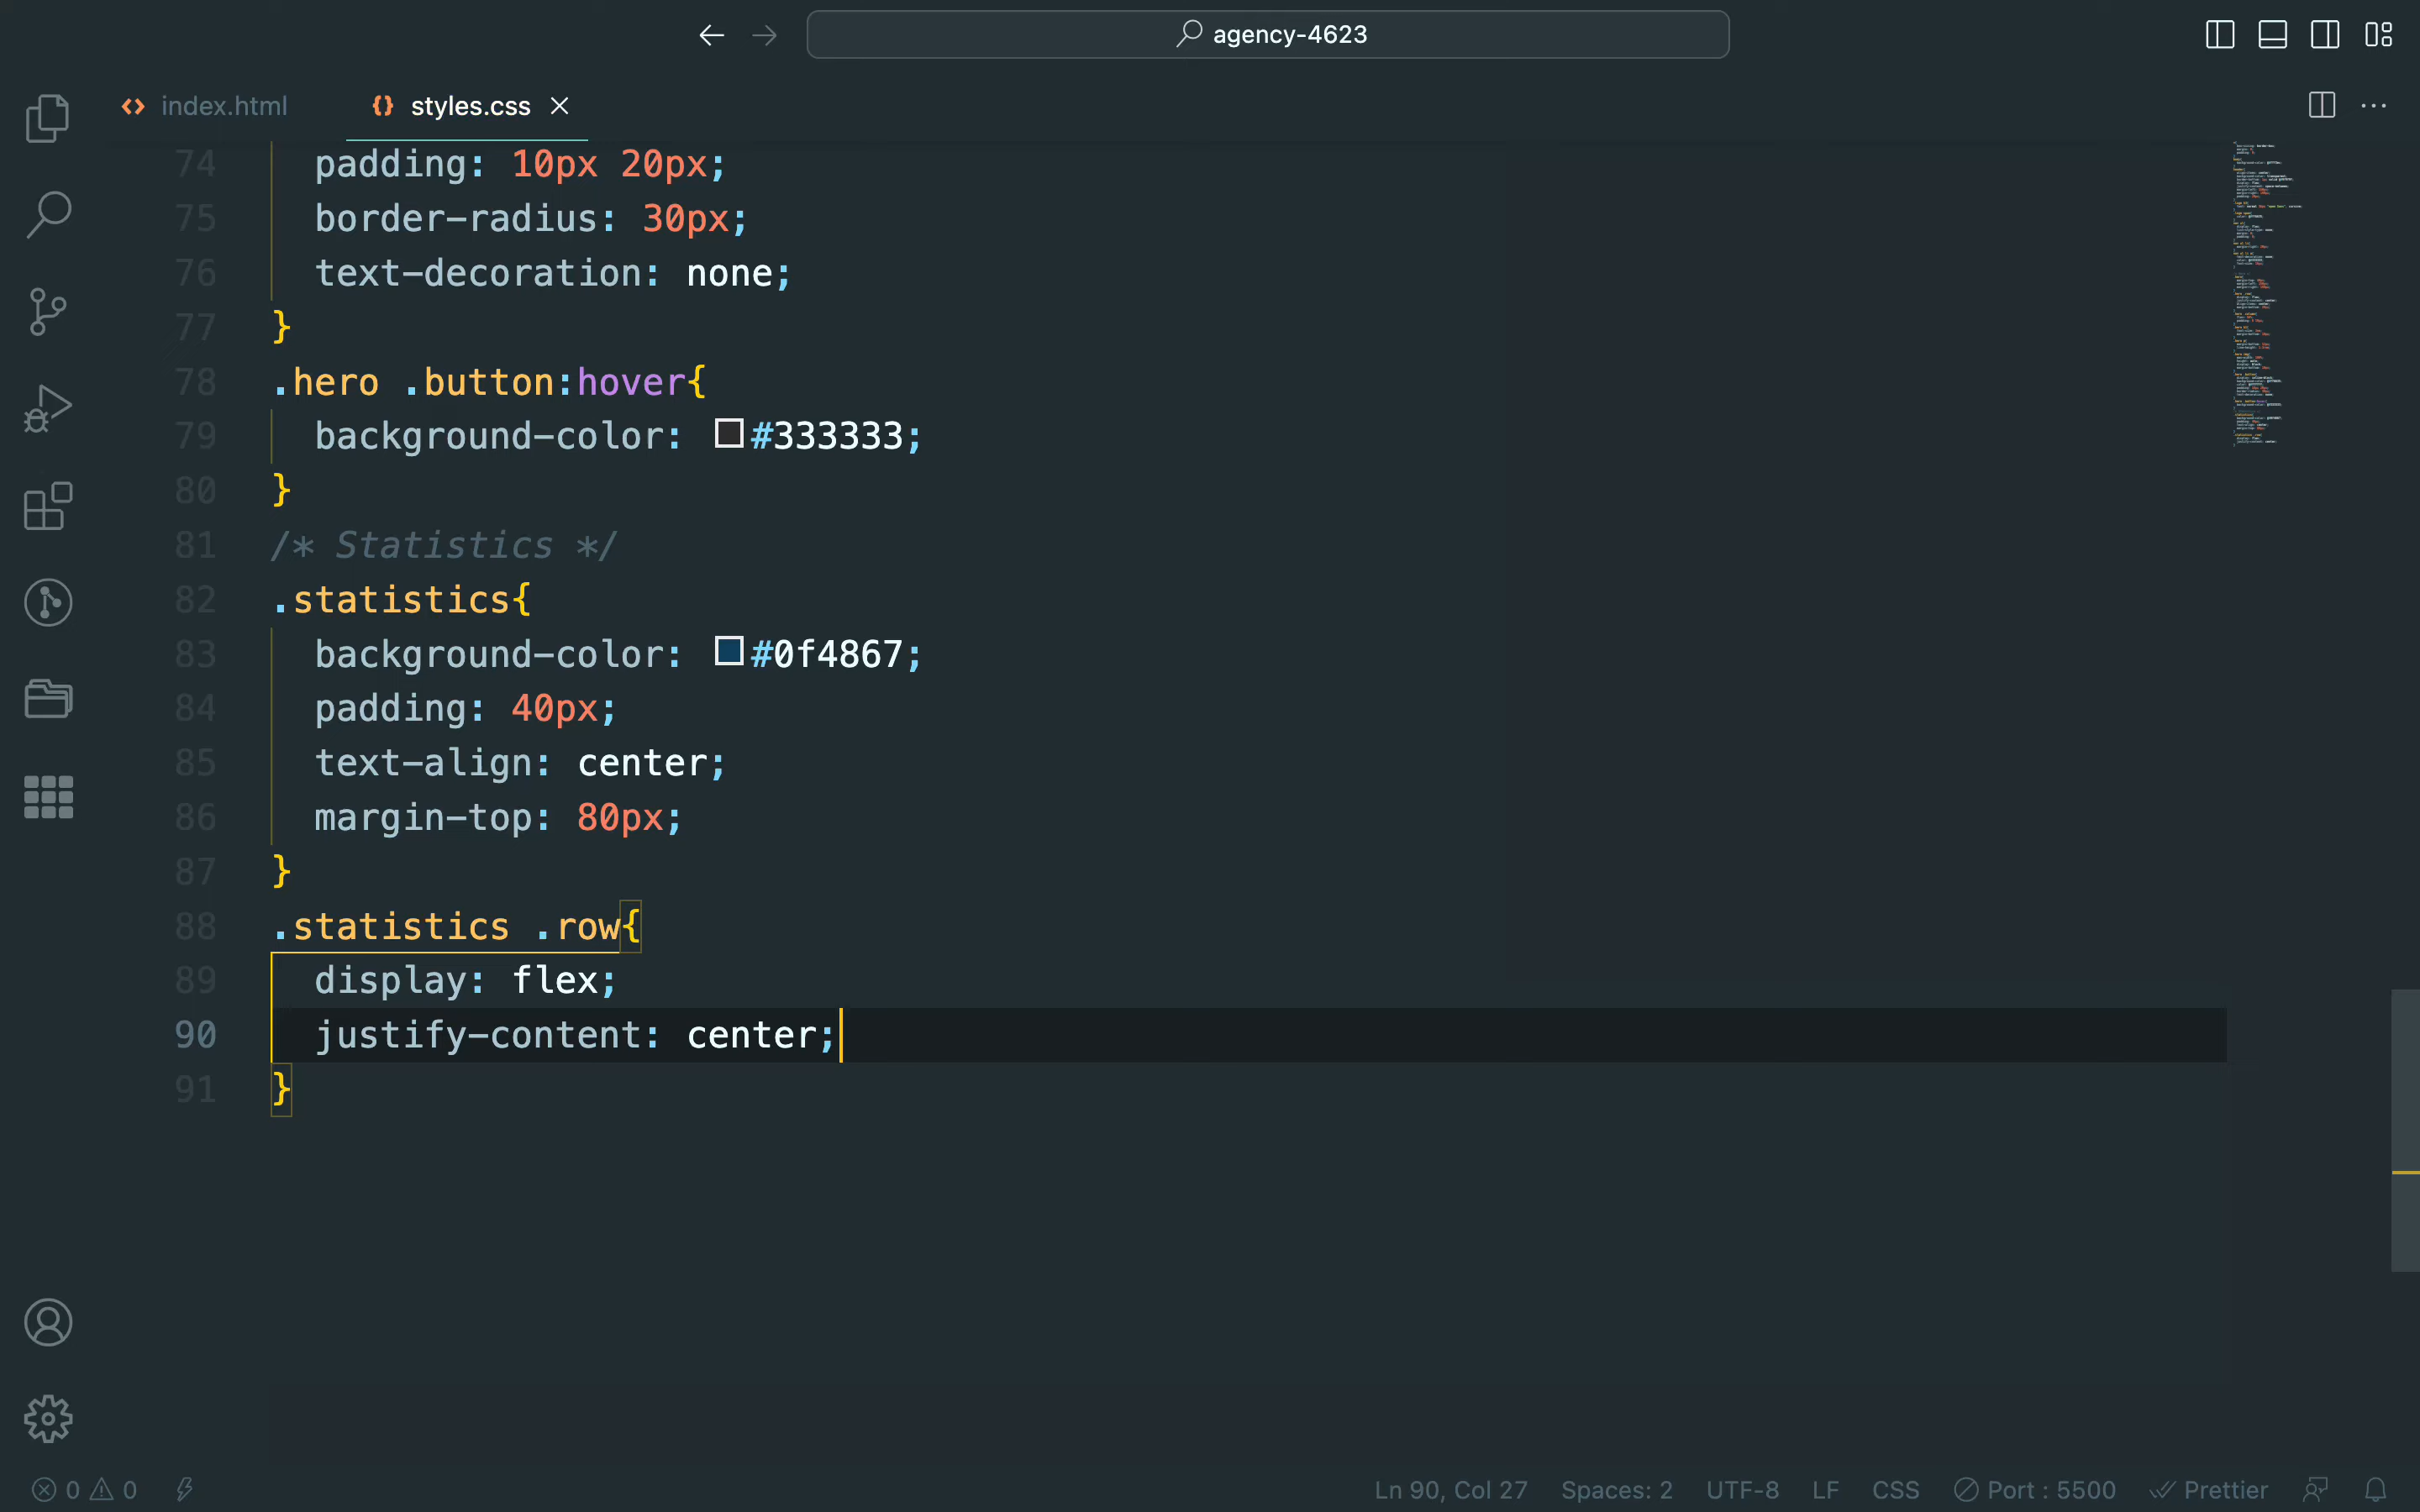 agency-4623
index.html
{} styles.css
74 padding: 10px 20px;
75 border-radius: 30px;
76 text-decoration: none;
77 }
78 .hero .button:hover{
79 background-color: #333333;
80 }
81 /* Statistics */
82 .statistics{
83 background-color: #0f4867;
84 padding: 40px;
85 text-align: center;
86 margin-top: 80px;
87 }
88 .statistics .row{
89 display: flex;
90 justify-content: center;
91 }
0 0 Ln 90, Col 27 Spaces: 2 UTF-8 LF CSS Port : 5500 Prettier